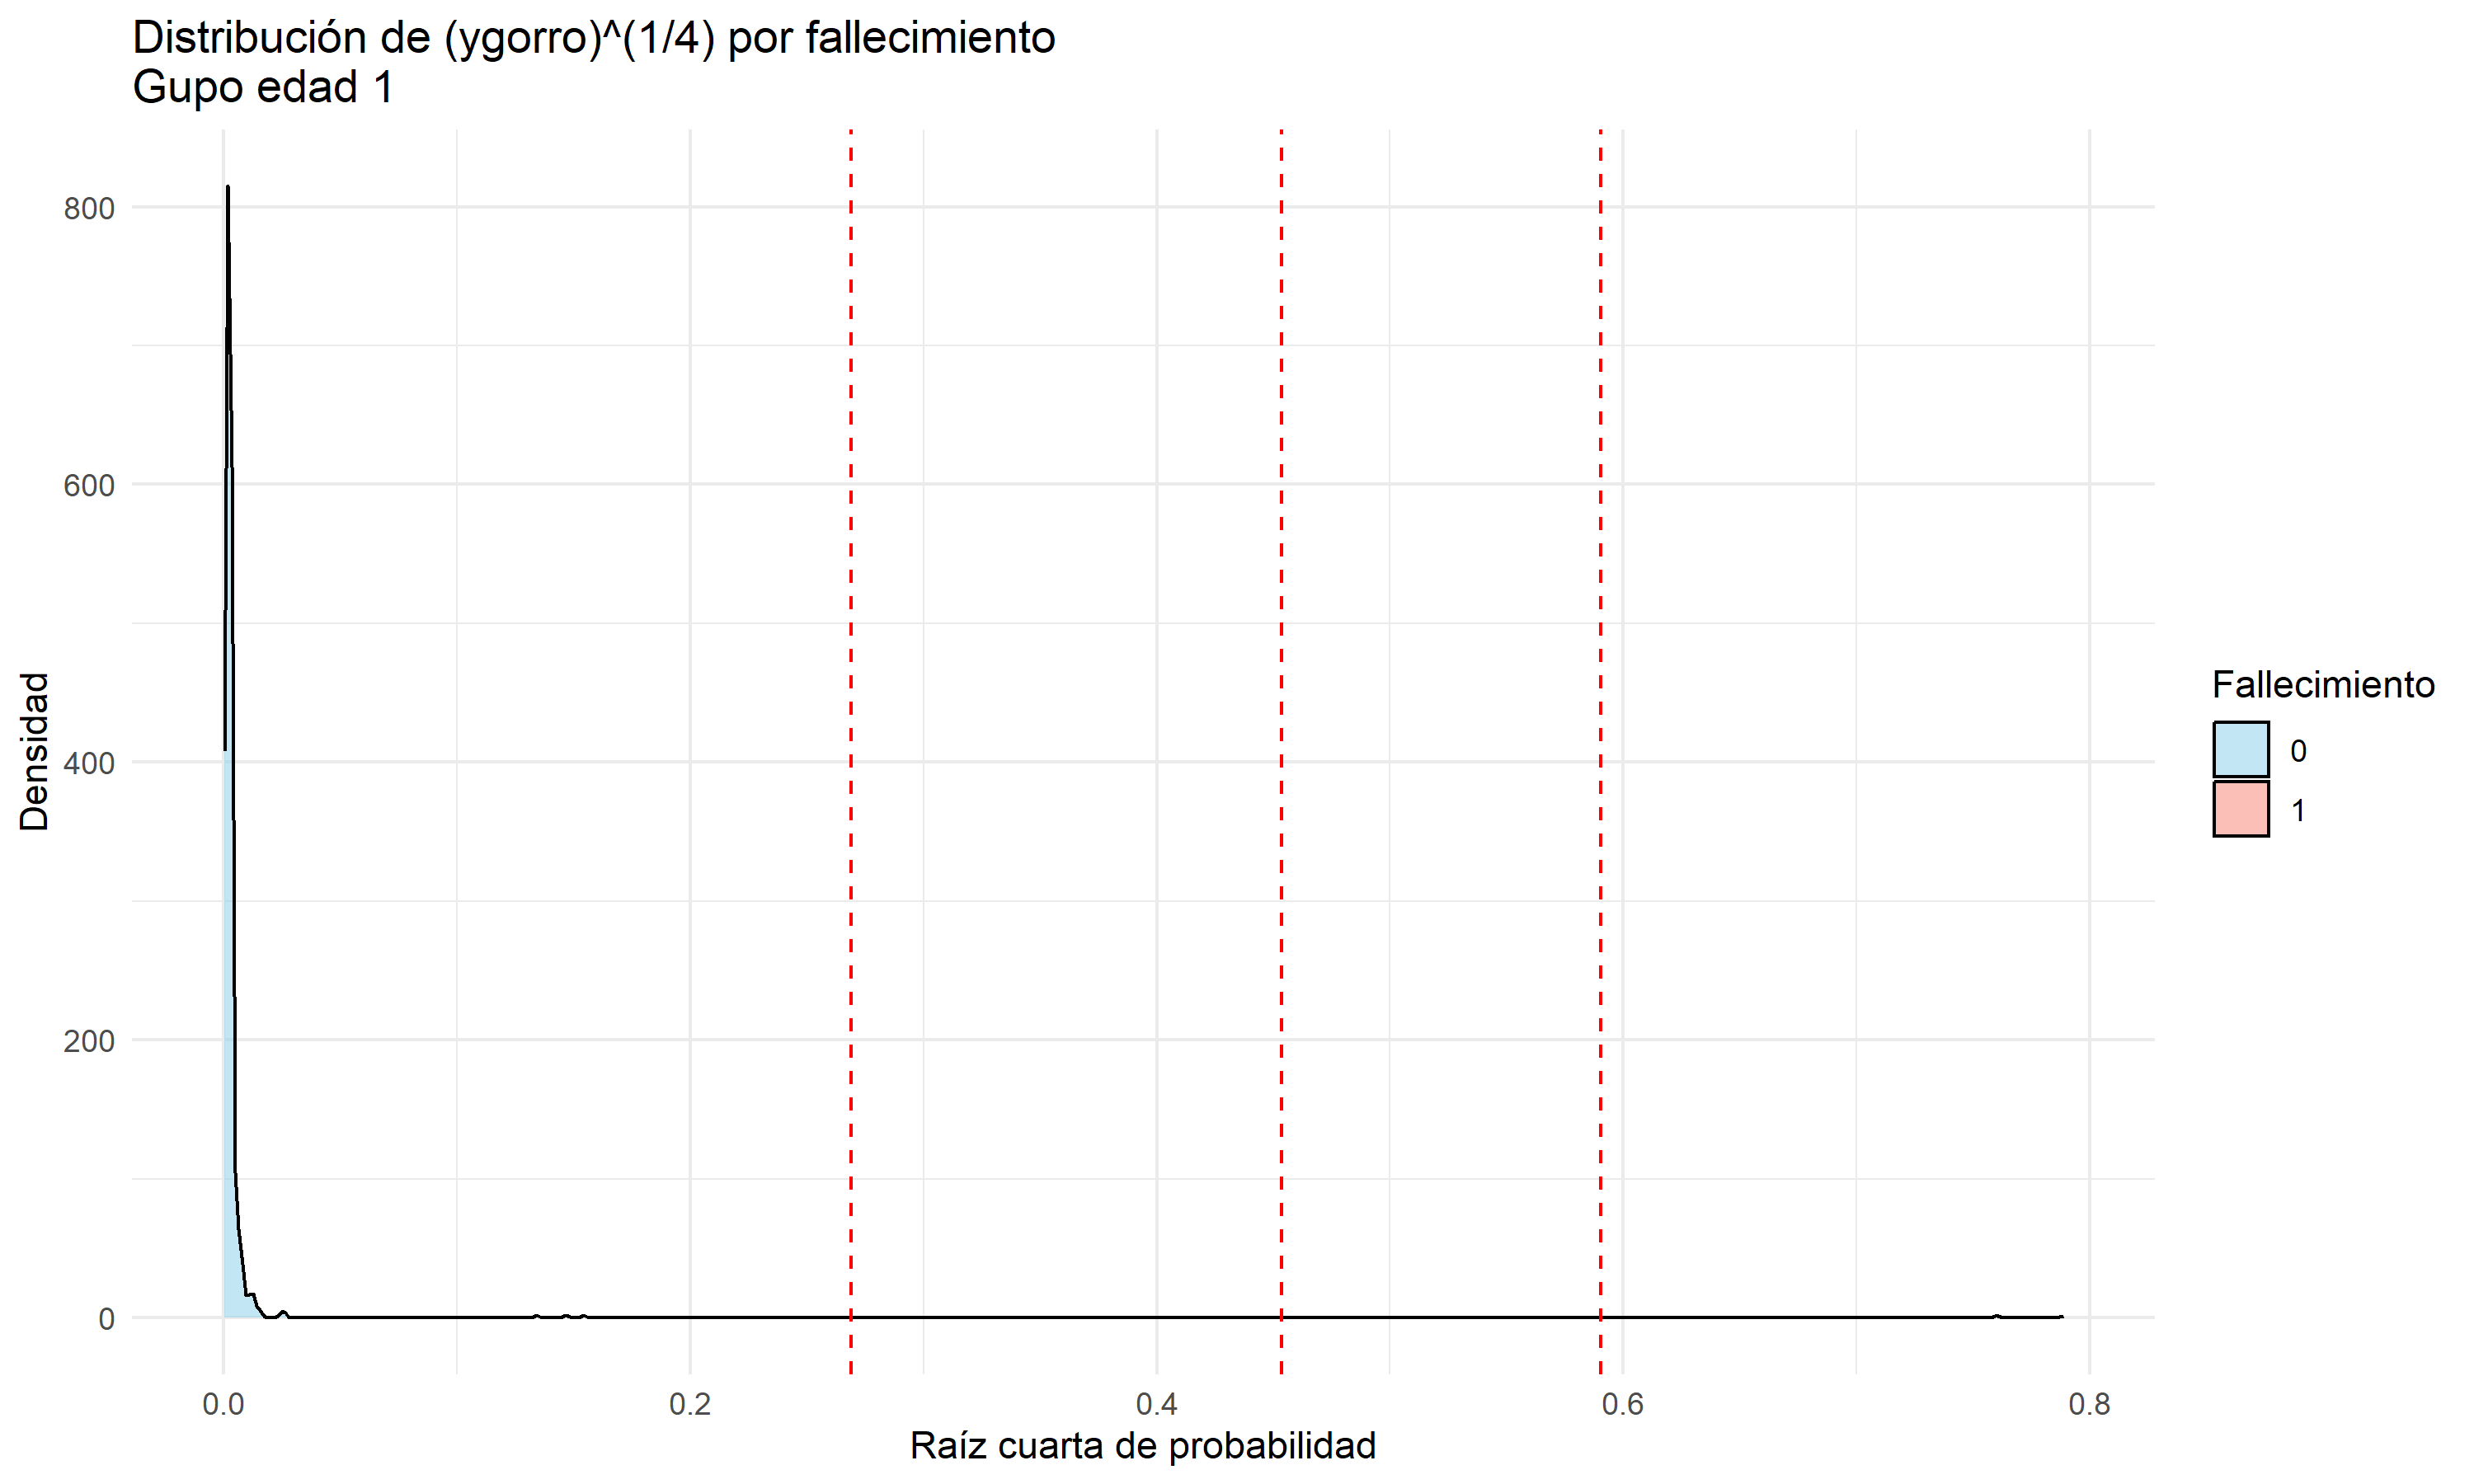 Distribución de (ygorro)^(1/4) por fallecimiento
Gupo edad 1
800
600
400
200
0
Densidad
0.0
0.2
0.4
0.6
0.8
Raíz cuarta de probabilidad
Fallecimiento
0
1